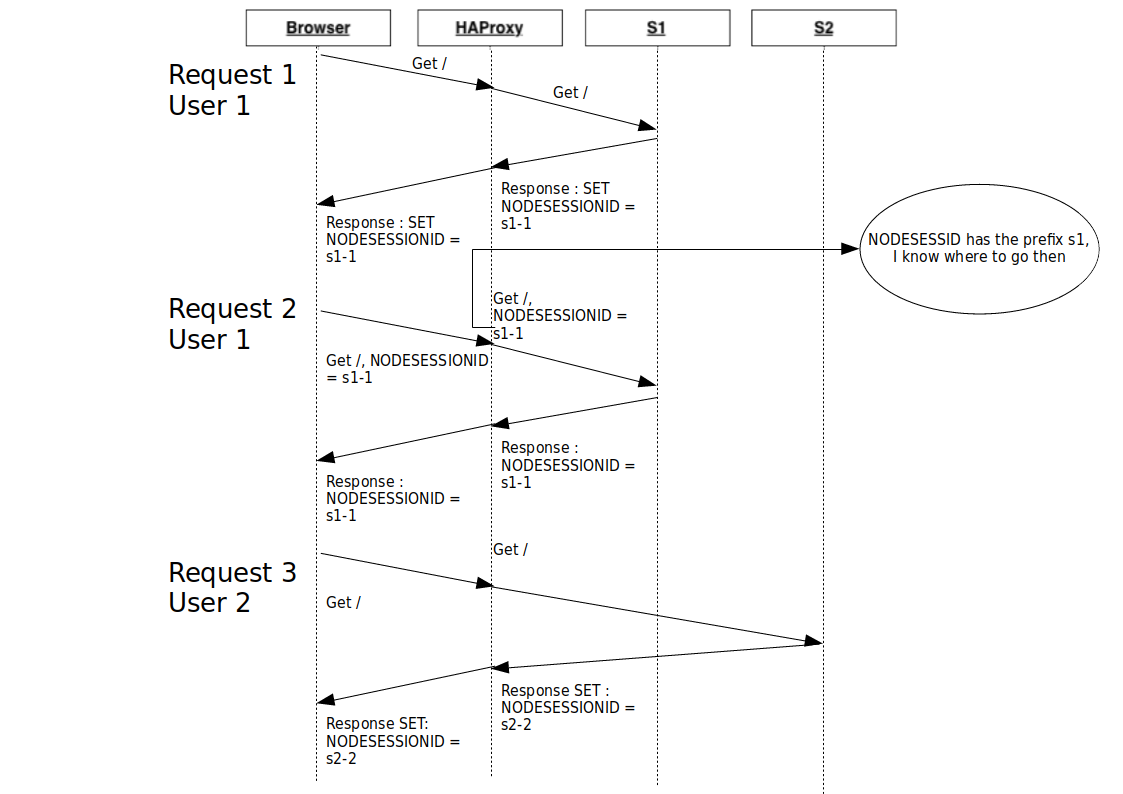 Browser
HAProxy
S1
S2
Request 1
User 1
Get /
Get /
Response : SET
NODESESSIONID =
s1-1
Response : SET
NODESESSIONID =
s1-1
NODESESSID has the prefix s1,
I know where to go then
Request 2
User 1
Get /,
NODESESSIONID =
s1-1
Get /, NODESESSIONID
= s1-1
Response :
NODESESSIONID =
s1-1
Response :
NODESESSIONID =
s1-1
Request 3
User 2
Get /
Get /
Response SET :
NODESESSIONID =
s2-2
Response SET:
NODESESSIONID =
s2-2